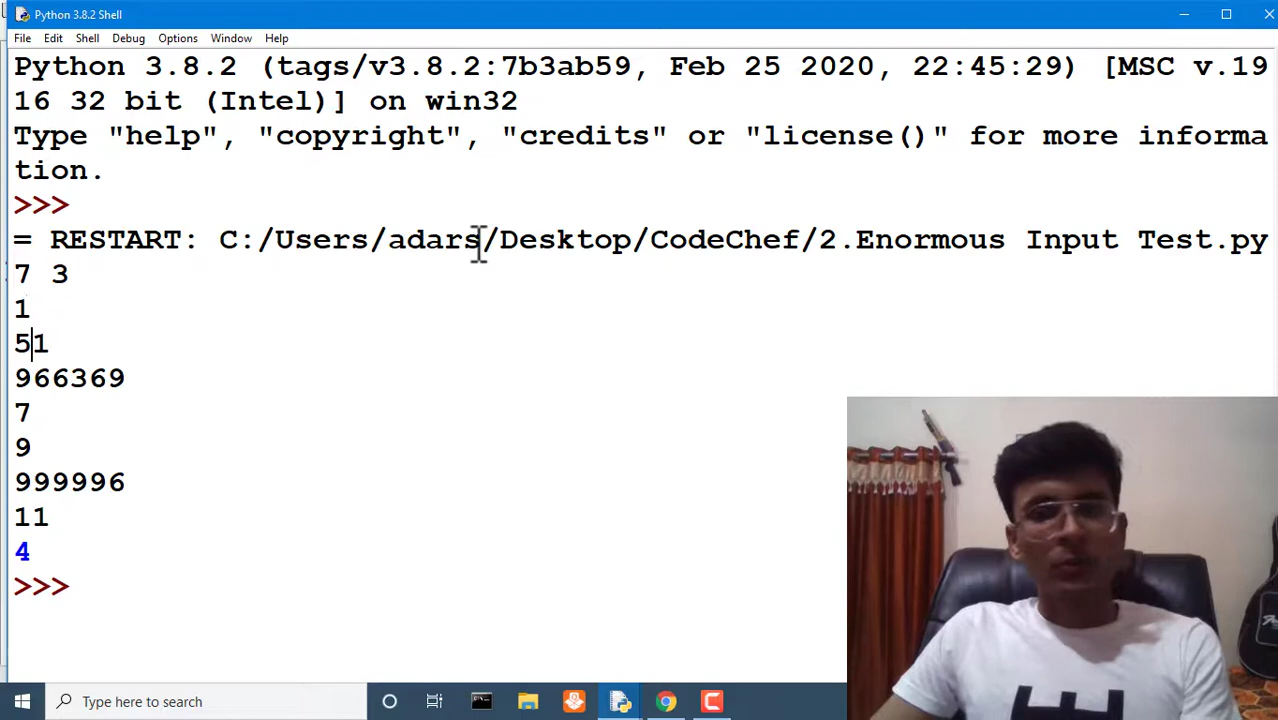 Python 3.8.2 Shell
File Edit Shell Debug Options Window Help
Python 3.8.2 (tags/v3.8.2:7b3ab59, Feb 25 2020, 22:45:29) [MSC v.19
16 32 bit (Intel)] on win32
Type "help", "copyright", "credits" or "license()" for more informa
tion.
>>>
= RESTART: C:/Users/adars/Desktop/CodeChef/2.Enormous Input Test.py
7 3
1
51
966369
7
9
999996
11
4
>>>
Type here to search